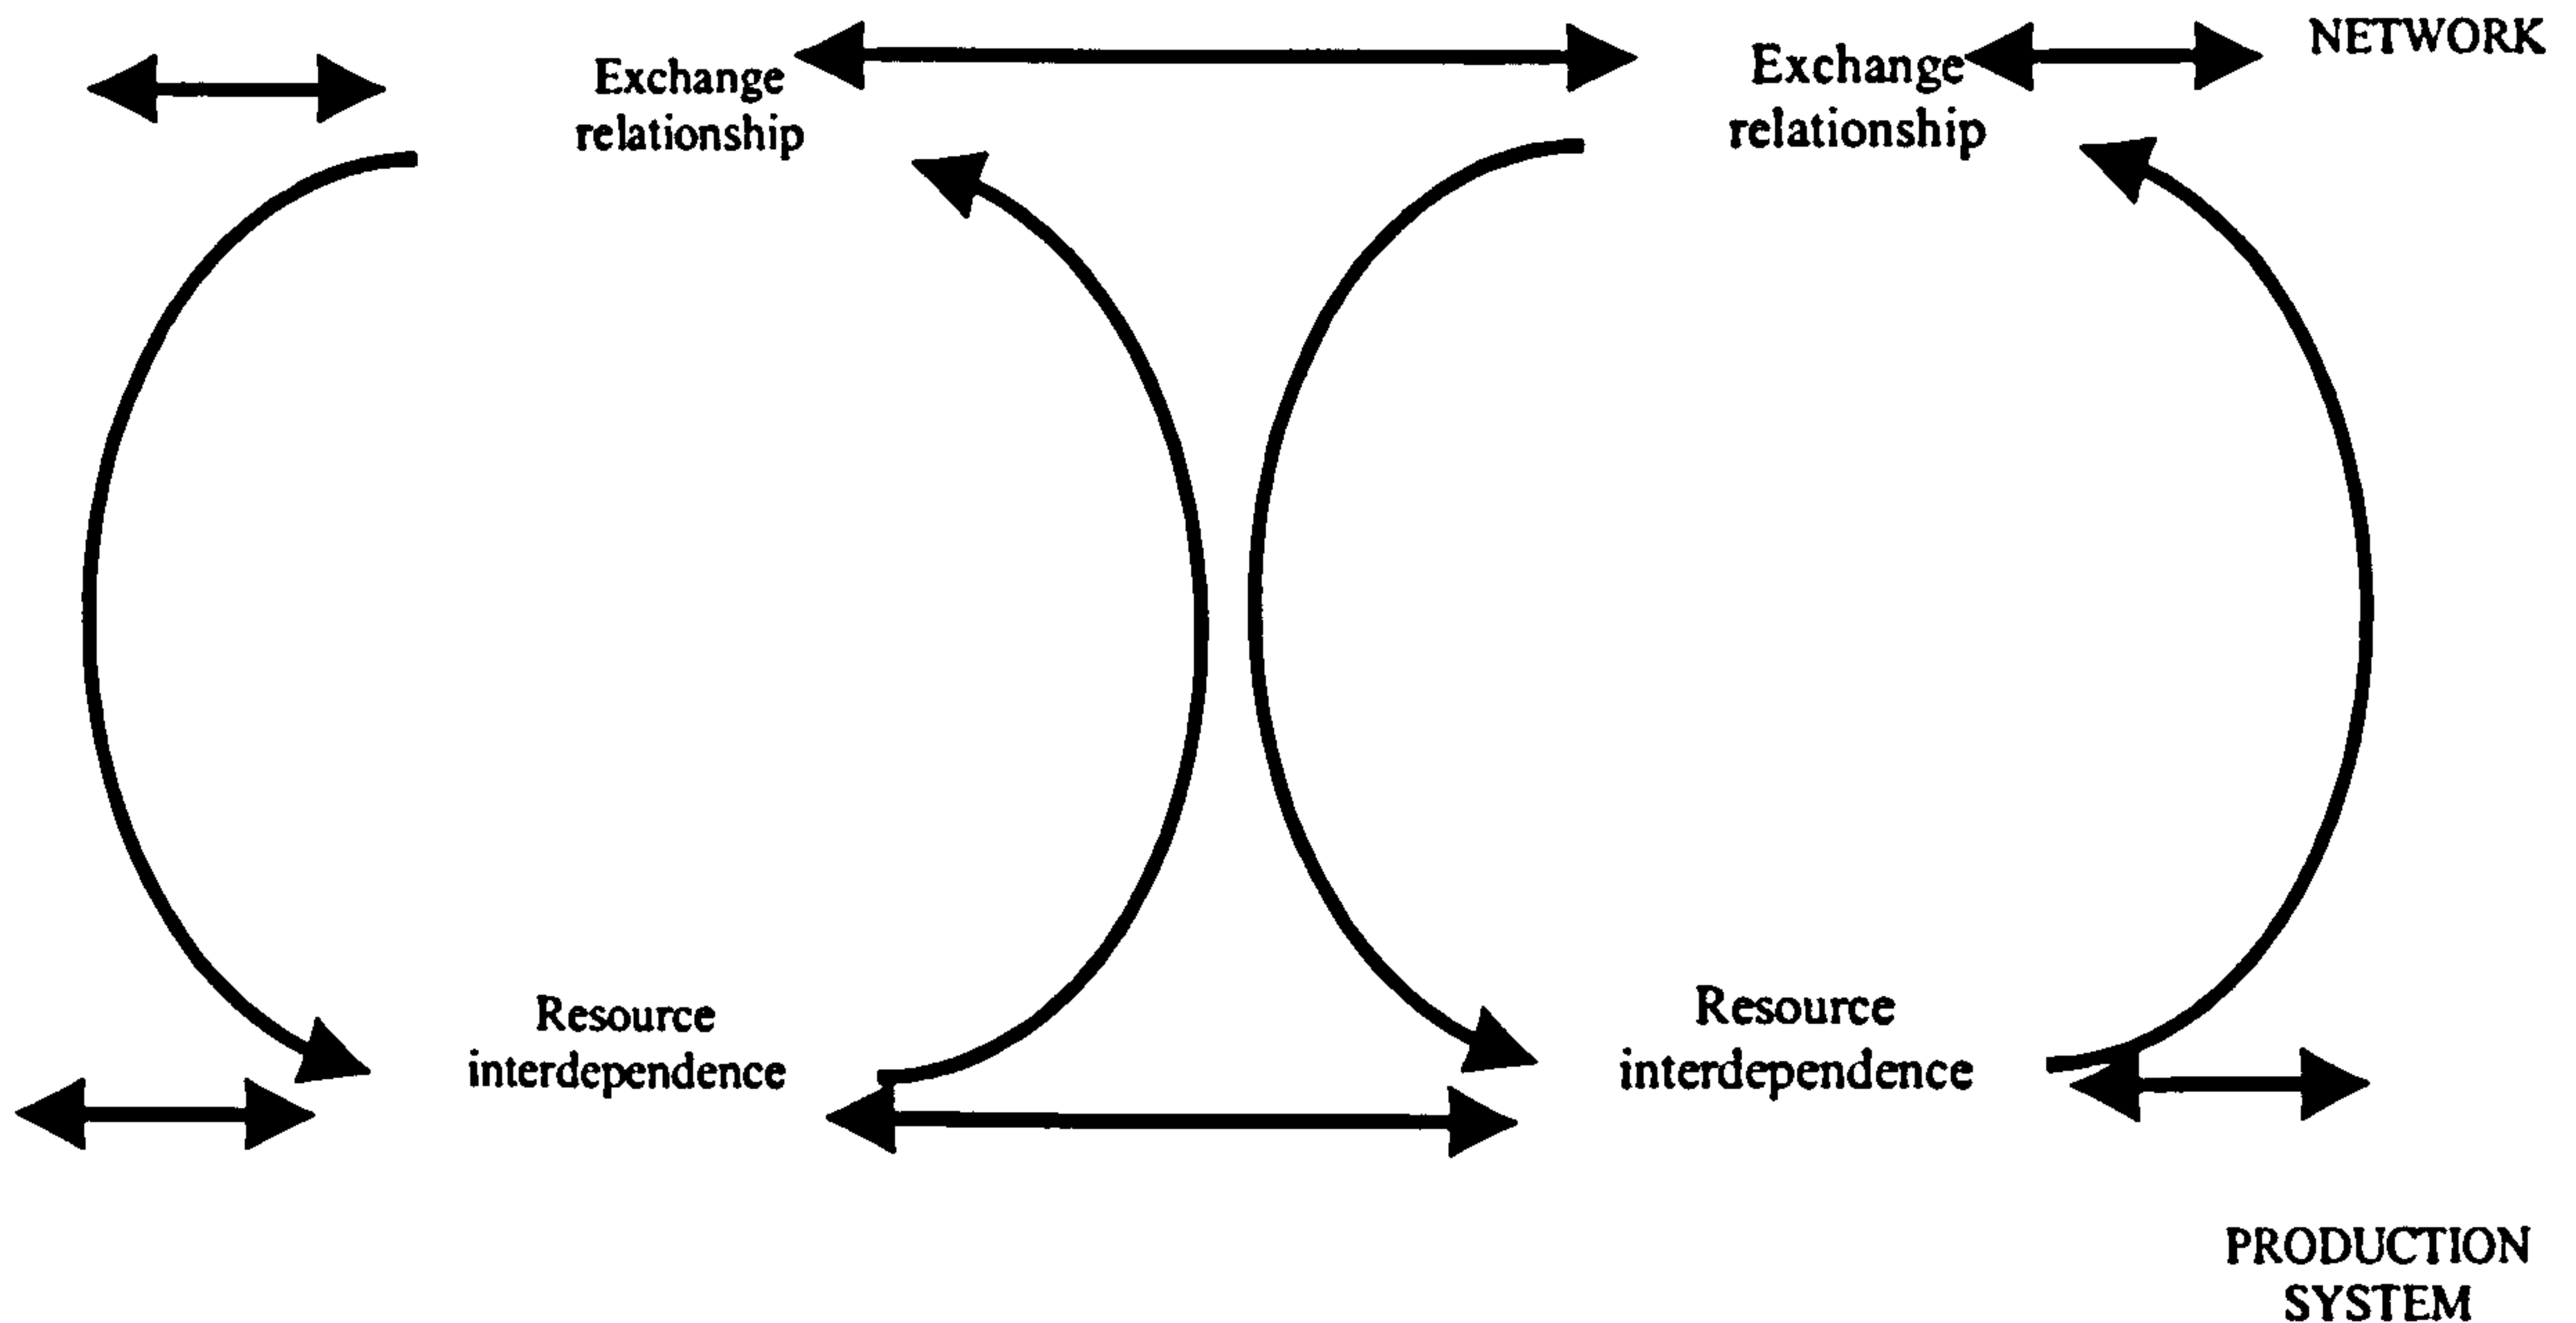 NETWORK
Exchange
relationship
Exchange
relationship
Resource
interdependence
Resource
interdependence
PRODUCTION
SYSTEM